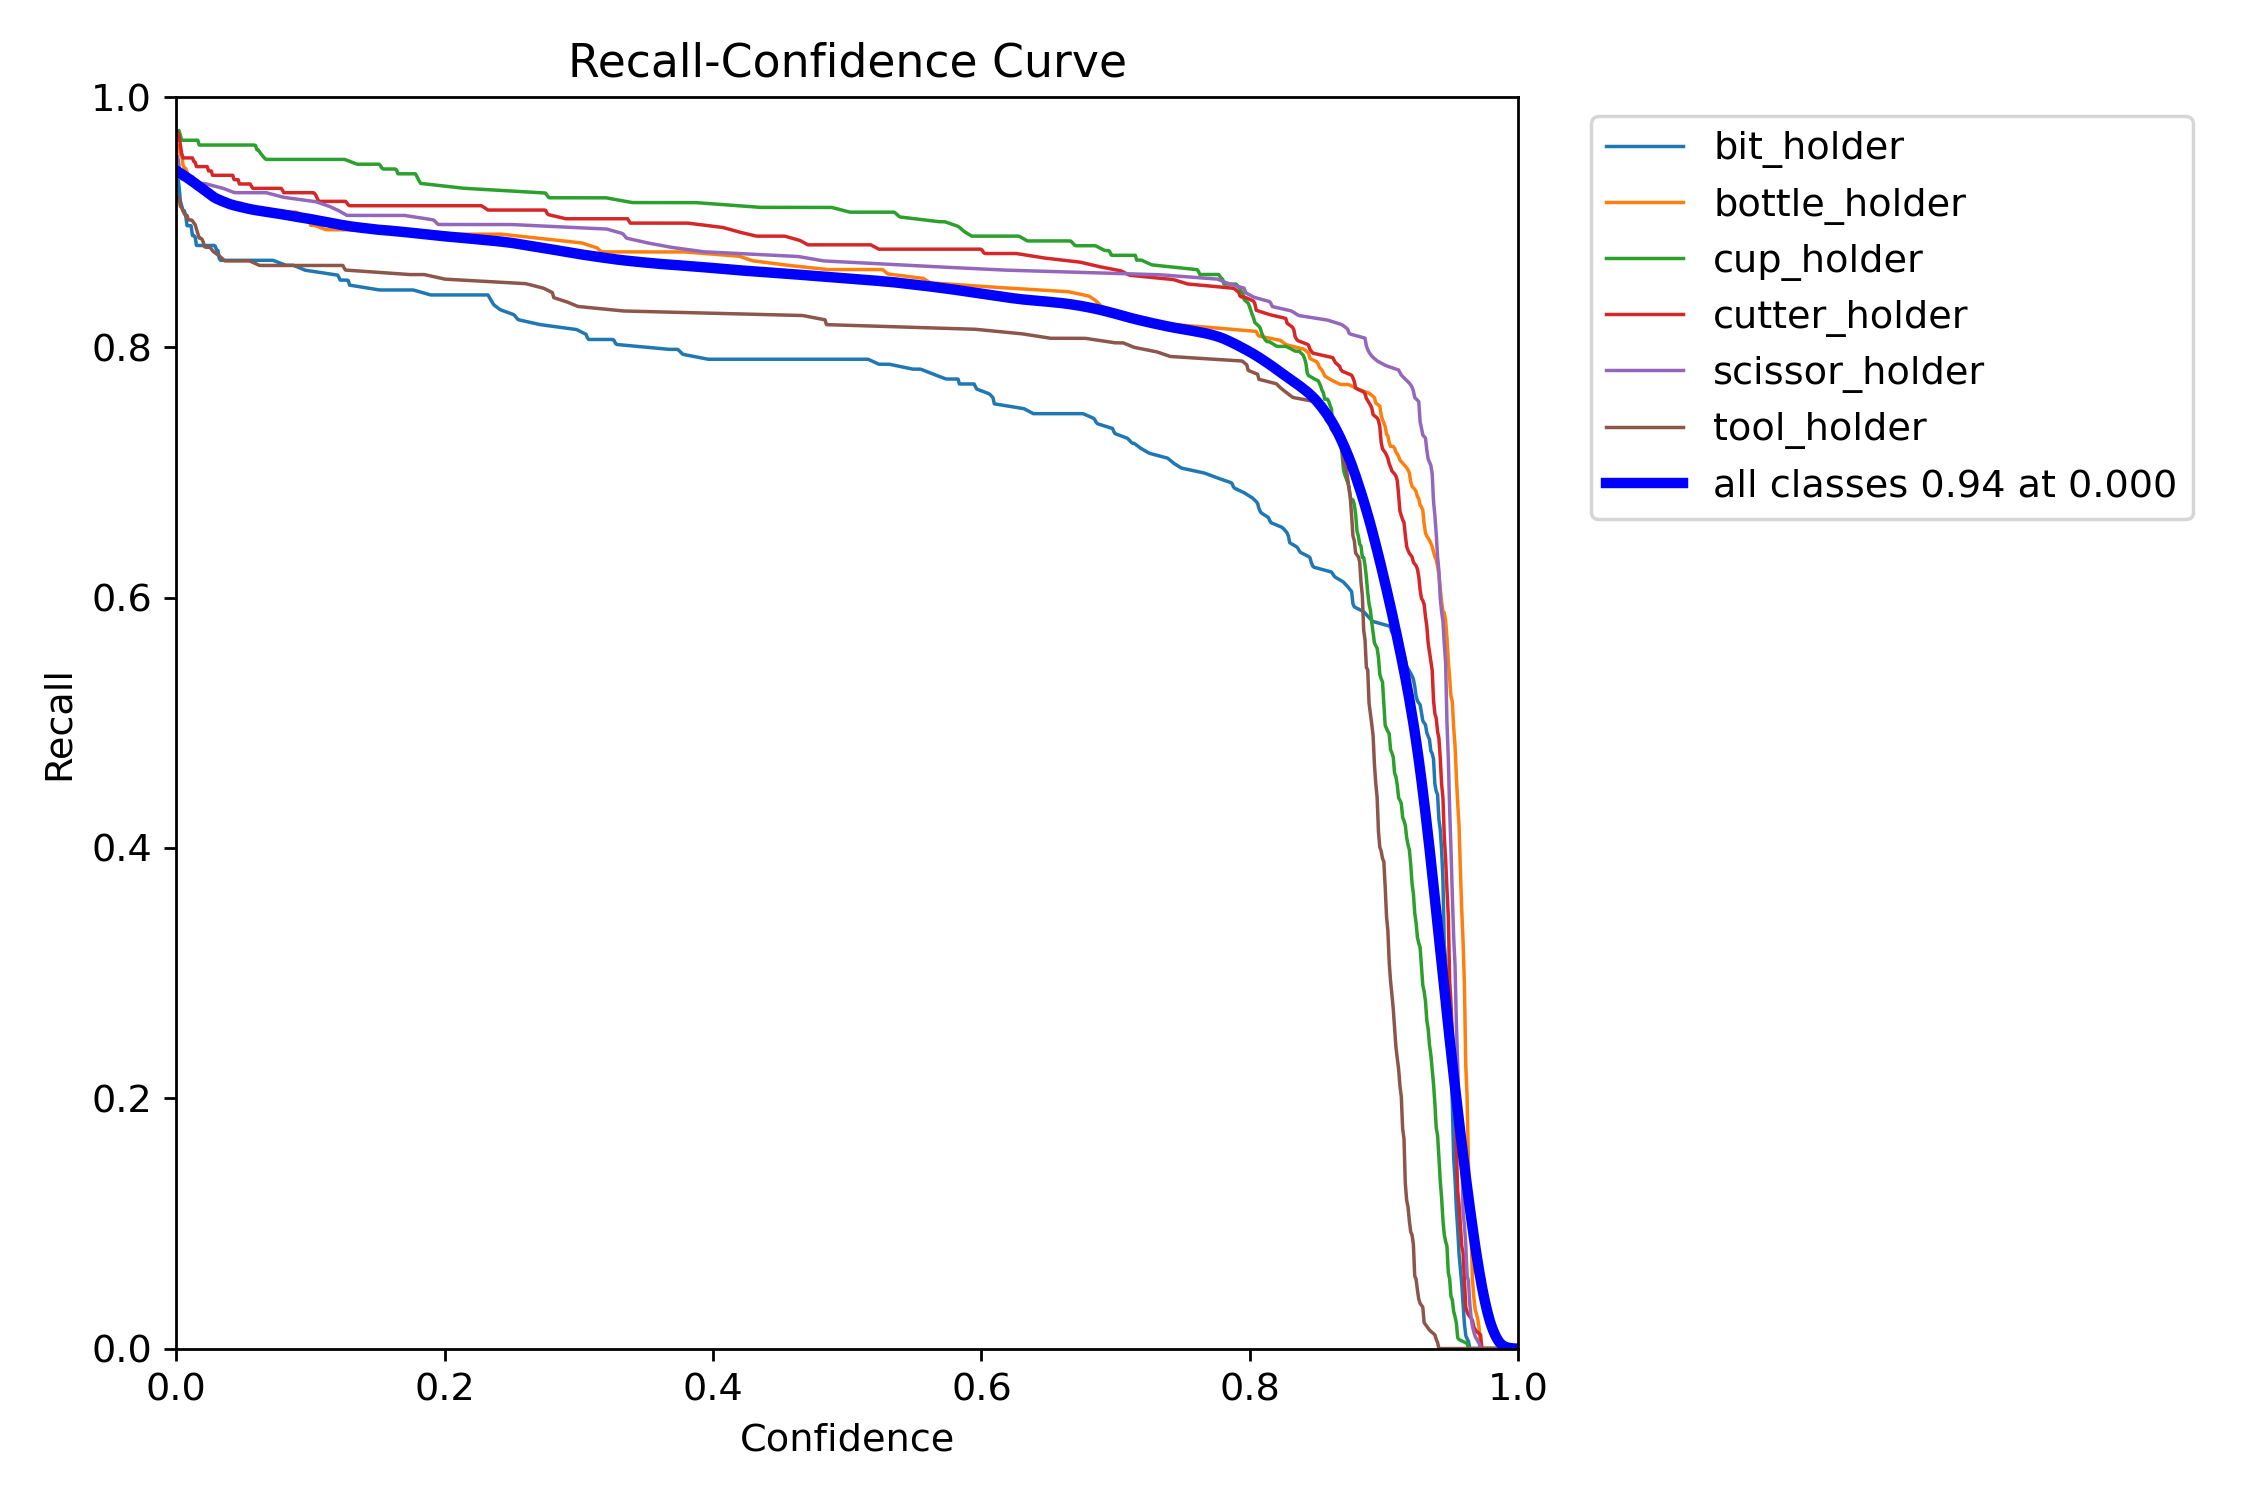 Recall-Confidence Curve
1.0
0.8
0.6
0.4
0.2
0.0
Recall
0.0 0.2 0.4 0.6 0.8 1.0
Confidence
bit_holder
bottle_holder
cup_holder
cutter_holder
scissor_holder
tool_holder
all classes 0.94 at 0.000